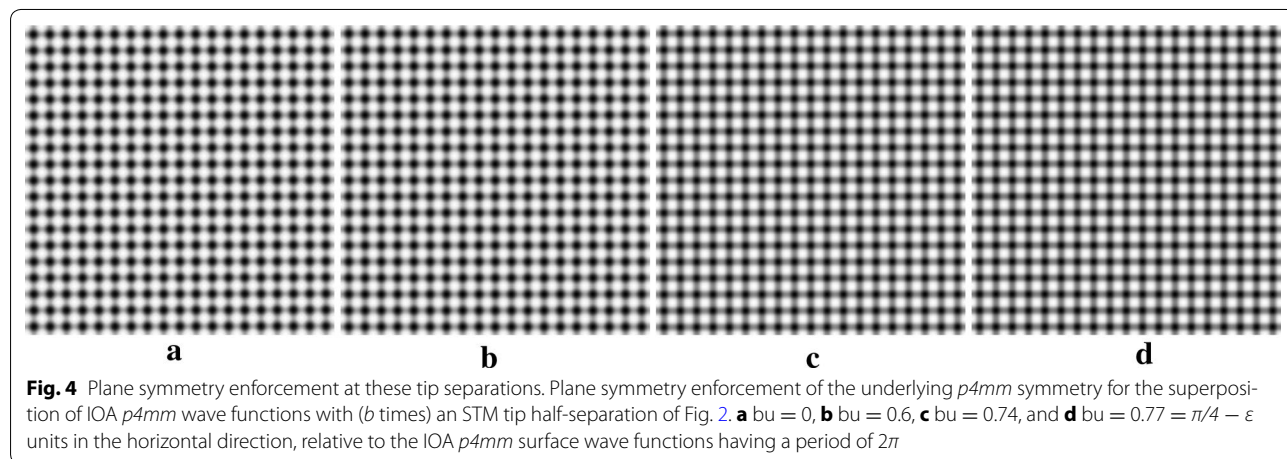 a b c d
Fig. 4 Plane symmetry enforcement at these tip separations. Plane symmetry enforcement of the underlying p4mm symmetry for the superposi-
tion of IOA p4mm wave functions with (b times) an STM tip half-separation of Fig. 2. a bu = 0, b bu = 0.6, c bu = 0.74, and d bu = 0.77 = π/4 − ε
units in the horizontal direction, relative to the IOA p4mm surface wave functions having a period of 2π